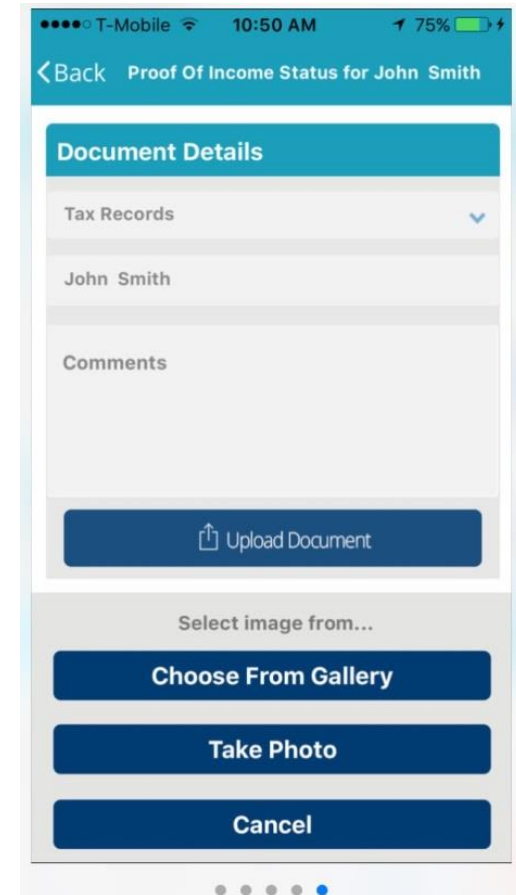 T-Mobile 10:50 AM 75%
Back Proof Of Income Status for John Smith
Document Details
Tax Records
John Smith
Comments
Upload Document
Select image from...
Choose From Gallery
Take Photo
Cancel